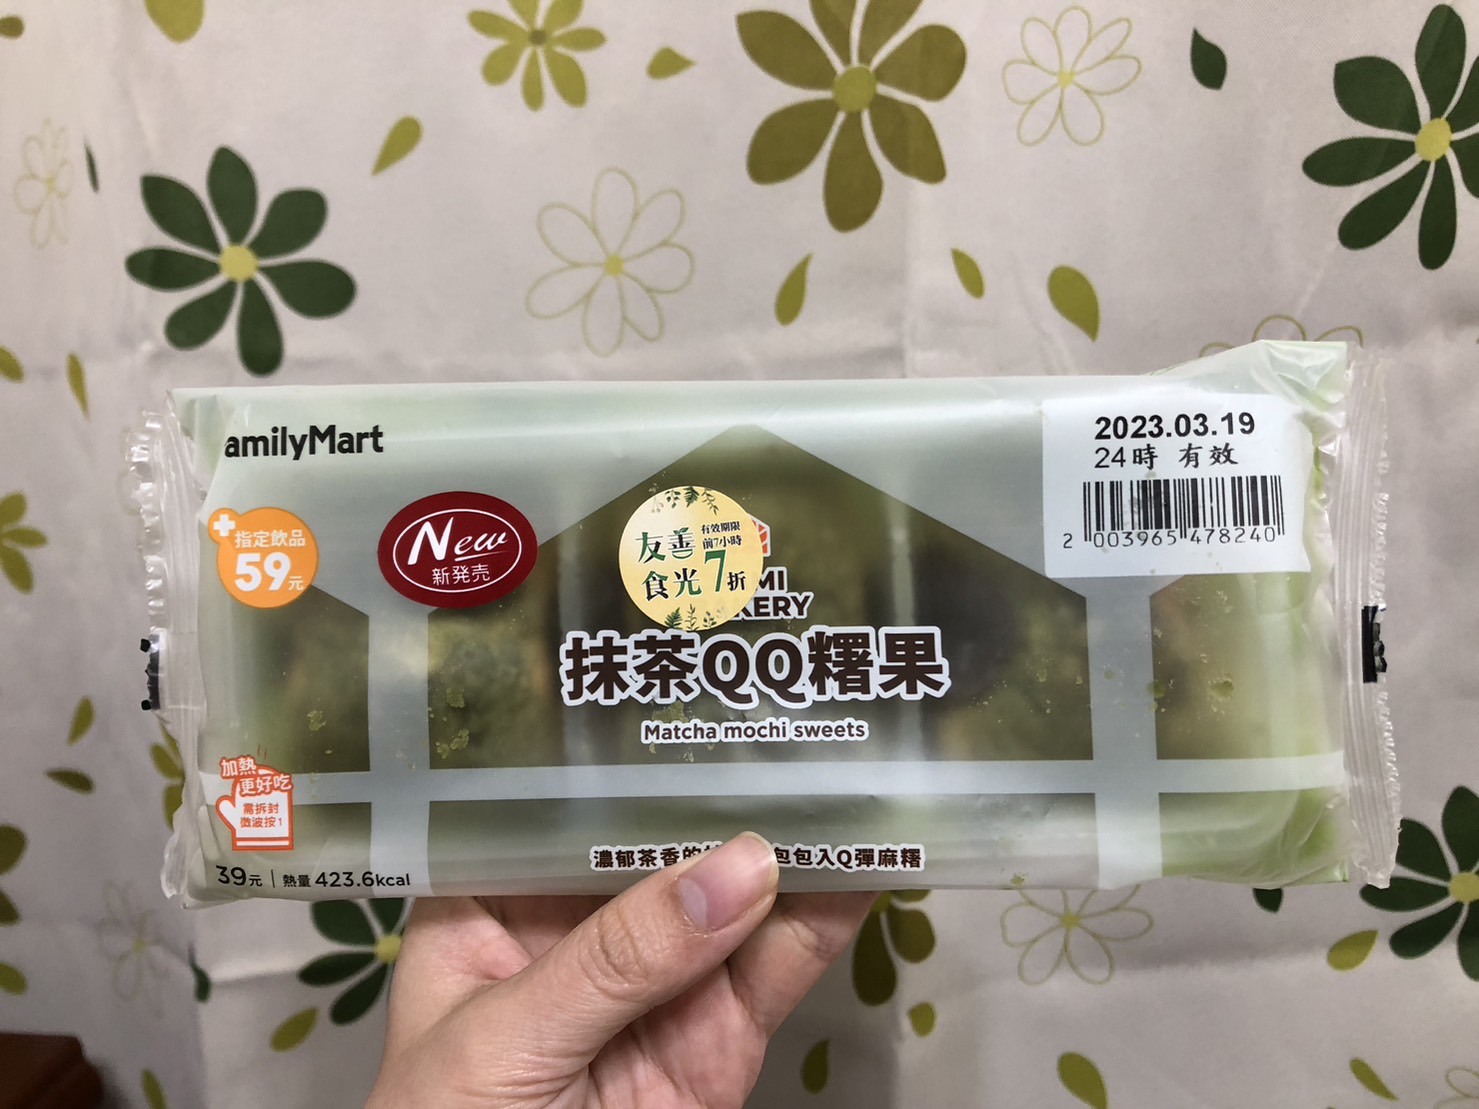 amilyMart
指定飲品
59元
New
新発売
友善
食光
有效期限
前7小時
7折
MI
KERY
抹茶QQ糬果
Matcha mochi sweets
2023.03.19
24時 有效
2 003965 478240
加熱
更好吃
需拆封
微波按1
39元 | 熱量 423.6kcal
濃郁茶香的 包包入Q彈麻糬